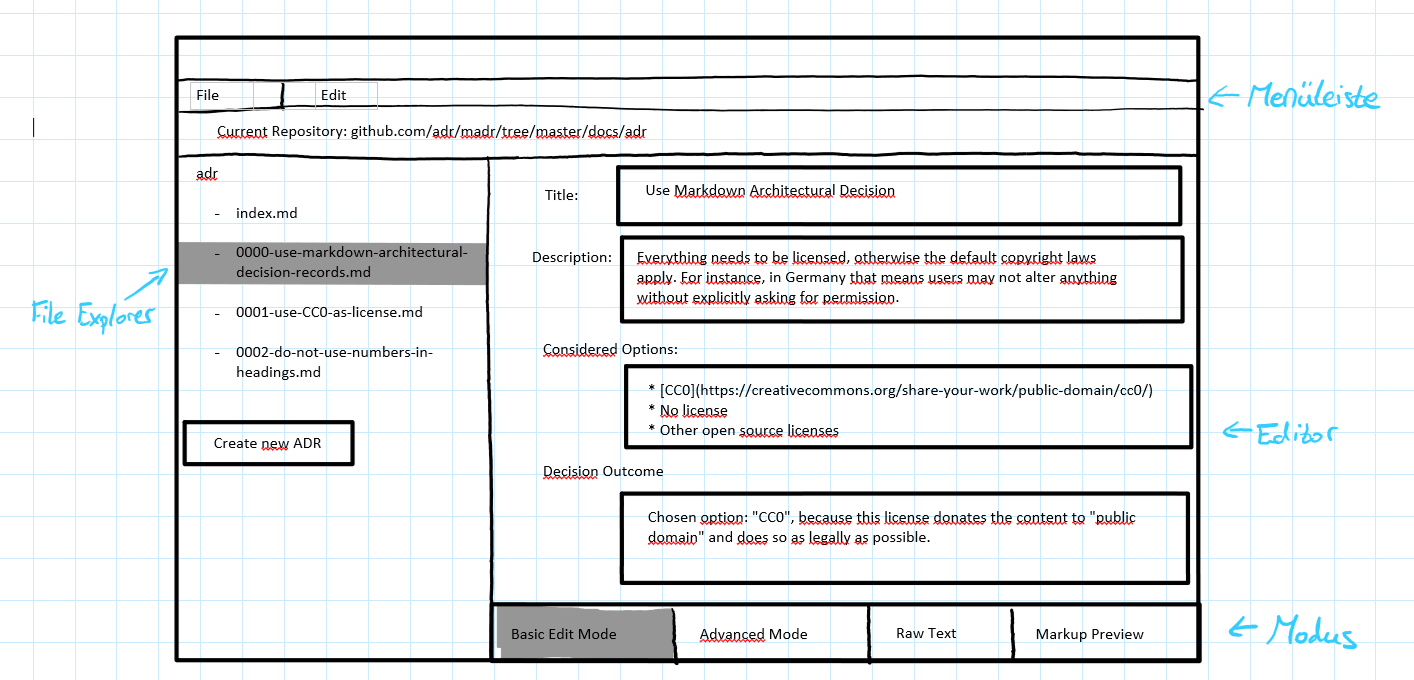 File Edit
← Menüleiste
Current Repository: github.com/adr/madr/tree/master/docs/adr
adr
- index.md
- 0000-use-markdown-architectural-
decision-records.md
- 0001-use-CC0-as-license.md
- 0002-do-not-use-numbers-in-
headings.md
Create new ADR
File Explorer
Title:
Use Markdown Architectural Decision
Description:
Everything needs to be licensed, otherwise the default copyright laws
apply. For instance, in Germany that means users may not alter anything
without explicitly asking for permission.
Considered Options:
* [CC0](https://creativecommons.org/share-your-work/public-domain/cc0/)
* No license
* Other open source licenses
← Editor
Decision Outcome
Chosen option: "CC0", because this license donates the content to "public
domain" and does so as legally as possible.
Basic Edit Mode Advanced Mode Raw Text Markup Preview
← Modus